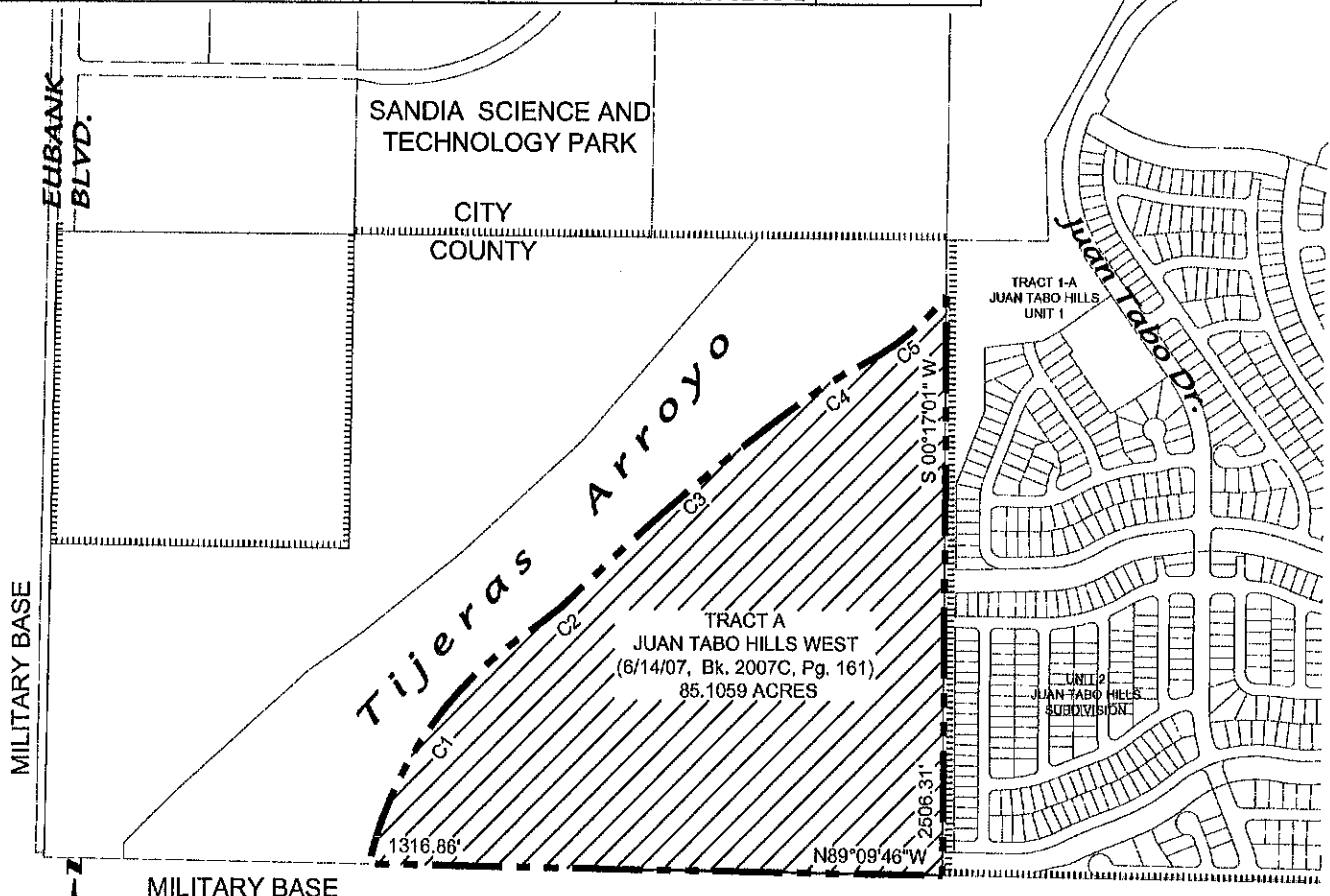 EUBANK
BLVD.
SANDIA SCIENCE AND
TECHNOLOGY PARK
CITY
COUNTY
Juan Tabo Dr.
TRACT 1-A
JUAN TABO HILLS
UNIT 1
Tijeras Arroyo
C5
C4
C3
C2
C1
S 00°17'01" W
2506.31'
TRACT A
JUAN TABO HILLS WEST
(6/14/07, Bk. 2007C, Pg. 161)
85.1059 ACRES
UNIT 2
JUAN TABO HILLS
SUBDIVISION
MILITARY BASE
1316.86'
N89°09'46"W
MILITARY BASE